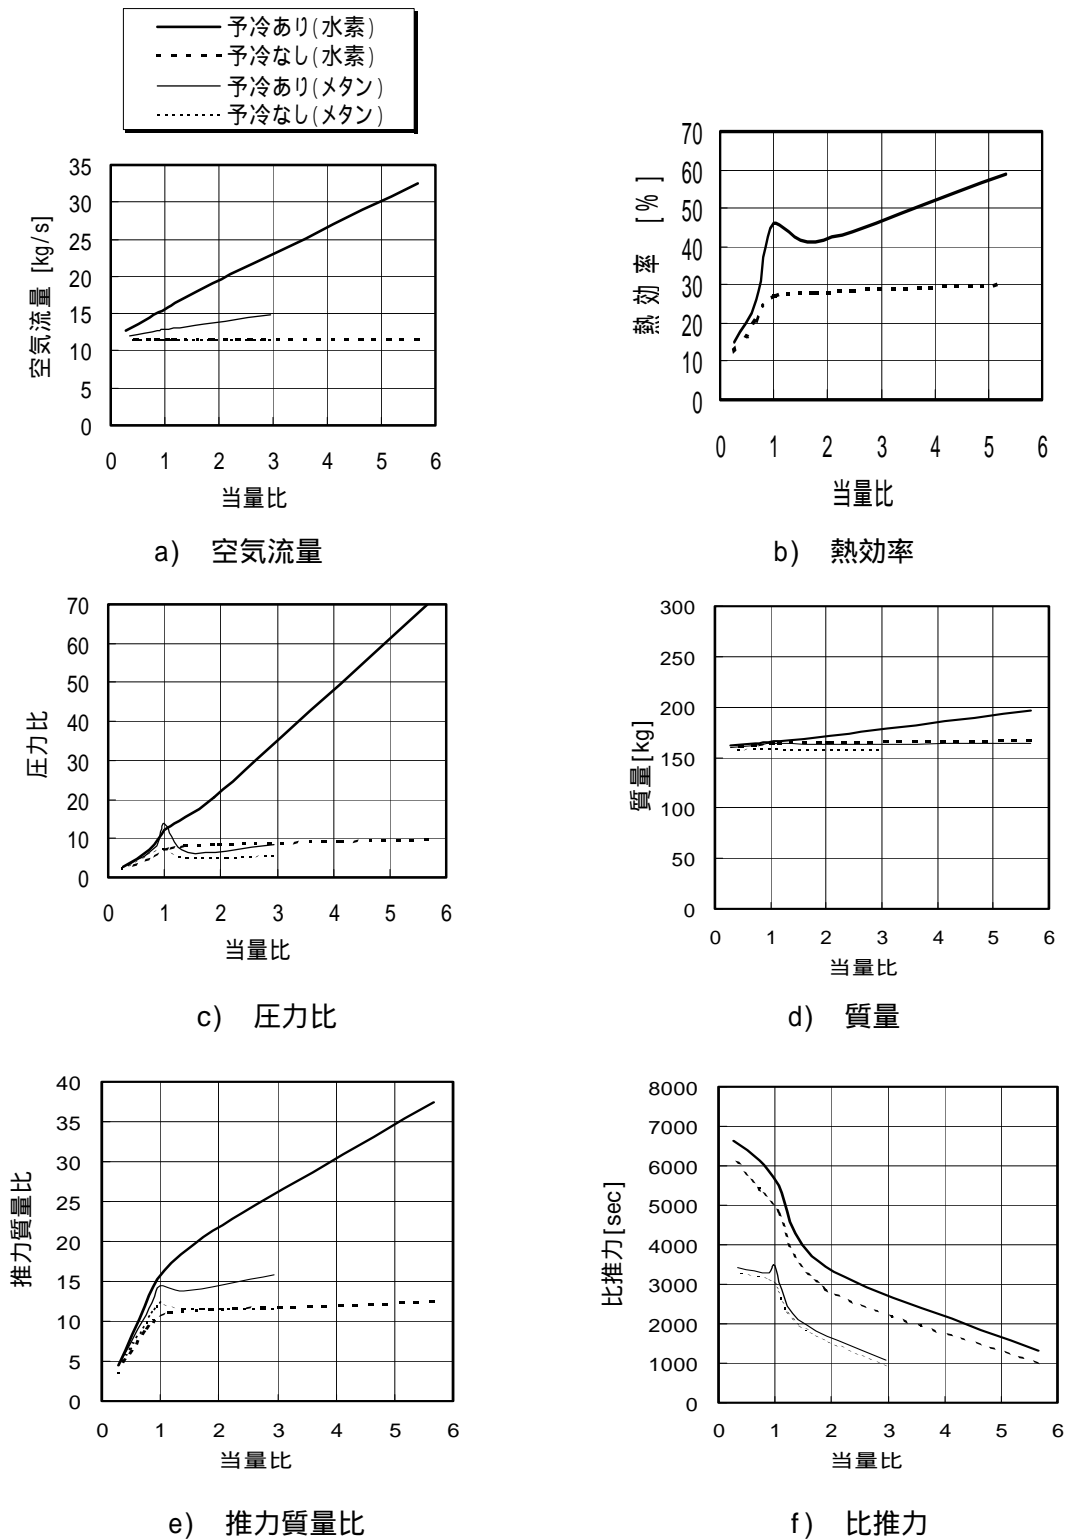 予冷あり(水素)
予冷なし(水素)
予冷あり(メタン)
予冷なし(メタン)
35
30
25
20
15
10
5
0
空気流量 [kg/s]
0 1 2 3 4 5 6
当量比
a) 空気流量
70
60
50
40
30
20
10
0
熱効率 [%]
0 1 2 3 4 5 6
当量比
b) 熱効率
70
60
50
40
30
20
10
0
圧力比
0 1 2 3 4 5 6
当量比
c) 圧力比
300
250
200
150
100
50
0
質量[kg]
0 1 2 3 4 5 6
当量比
d) 質量
40
35
30
25
20
15
10
5
0
推力質量比
0 1 2 3 4 5 6
当量比
e) 推力質量比
8000
7000
6000
5000
4000
3000
2000
1000
0
比推力[sec]
0 1 2 3 4 5 6
当量比
f) 比推力